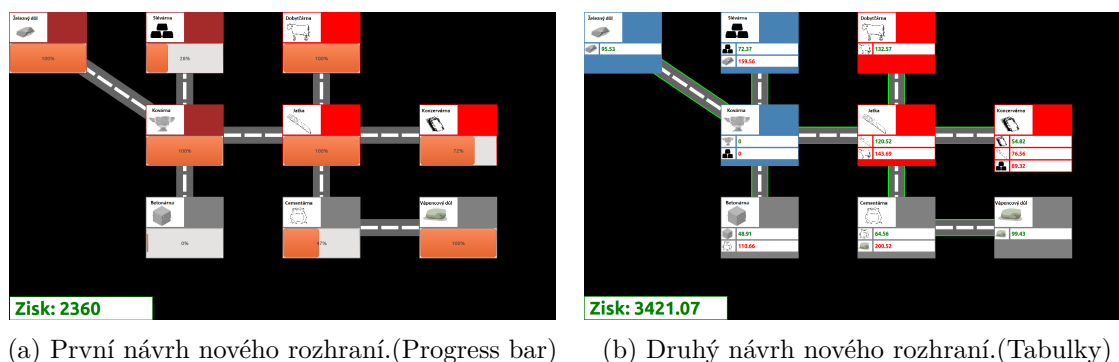 Železný důl
Slévárna
Dobytčárna
100%
28%
100%
Kovárna
Jatka
Konzervárna
100%
100%
72%
Betonárna
Cementárna
Vápencový důl
0%
47%
100%
Zisk: 2360
(a) První návrh nového rozhraní.(Progress bar)
Železný důl
Slévárna
Dobytčárna
95.53
72.37
132.57
159.56
Kovárna
Jatka
Konzervárna
0
120.52
54.82
0
143.69
76.56
89.32
Betonárna
Cementárna
Vápencový důl
48.91
64.56
99.43
110.66
200.52
Zisk: 3421.07
(b) Druhý návrh nového rozhraní.(Tabulky)